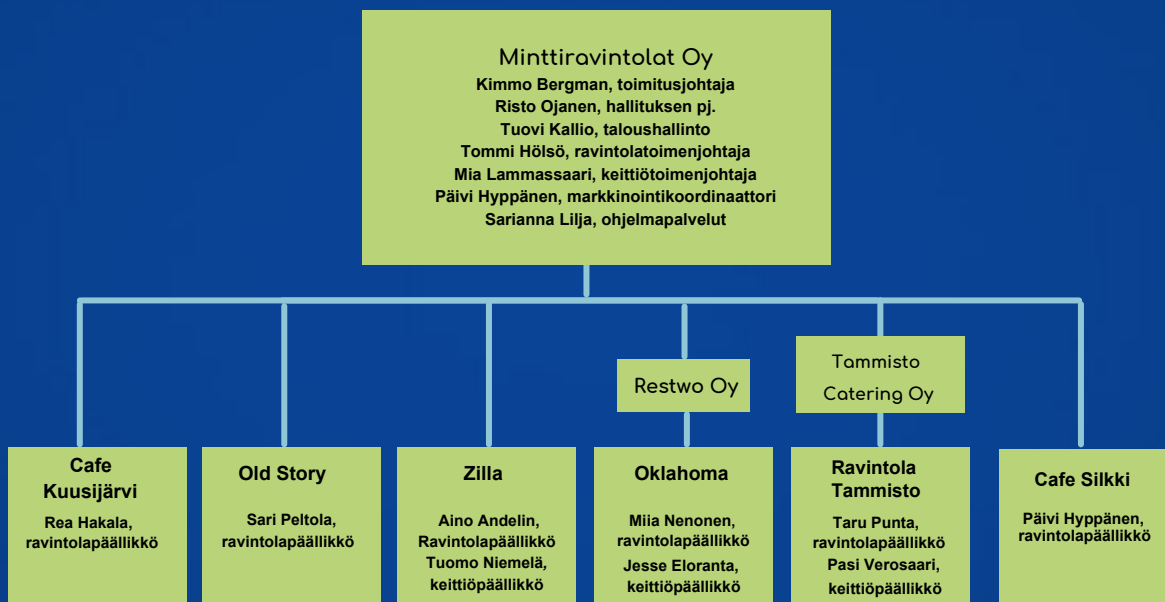 Minttiravintolat Oy
Kimmo Bergman, toimitusjohtaja
Risto Ojanen, hallituksen pj.
Tuovi Kallio, taloushallinto
Tommi Hölsö, ravintolatoimenjohtaja
Mia Lammassaari, keittiötoimenjohtaja
Päivi Hyppänen, markkinointikoordinaattori
Sarianna Lilja, ohjelmapalvelut
Restwo Oy
Tammisto
Catering Oy
Cafe
Kuusijärvi
Rea Hakala,
ravintolapäällikkö
Old Story
Sari Peltola,
ravintolapäällikkö
Zilla
Aino Andelin,
Ravintolapäällikkö
Tuomo Niemelä,
keittiöpäällikkö
Oklahoma
Miia Nenonen,
ravintolapäällikkö
Jesse Eloranta,
keittiöpäällikkö
Ravintola
Tammisto
Taru Punta,
ravintolapäällikkö
Pasi Verosaari,
keittiöpäällikkö
Cafe Silkki
Päivi Hyppänen,
ravintolapäällikkö